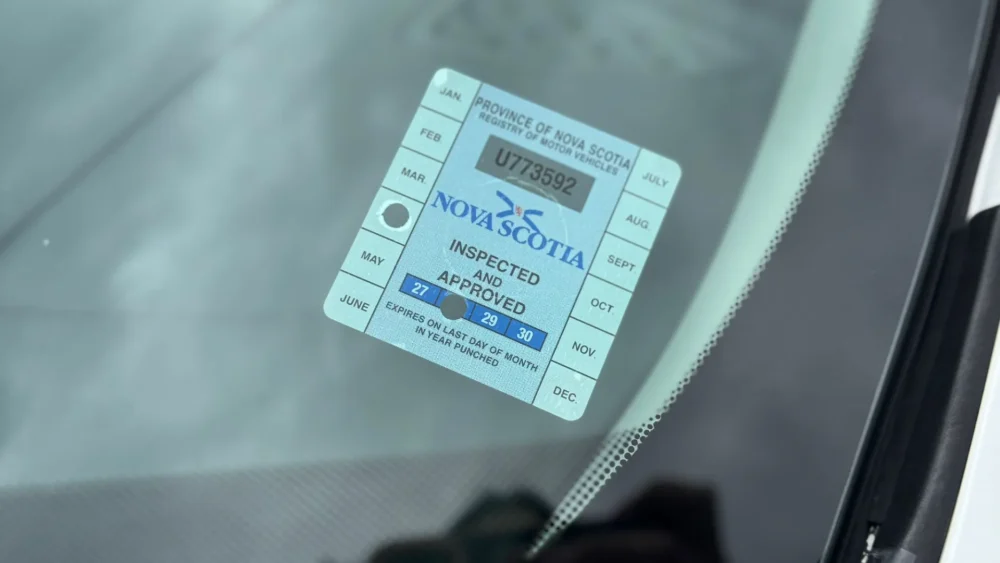 JAN.
FEB.
MAR.
MAY
JUNE
PROVINCE OF NOVA SCOTIA
REGISTRY OF MOTOR VEHICLES
U773592
NOVA SCOTIA
INSPECTED
AND
APPROVED
27 29 30
EXPIRES ON LAST DAY OF MONTH
IN YEAR PUNCHED
JULY
AUG.
SEPT.
OCT.
NOV.
DEC.